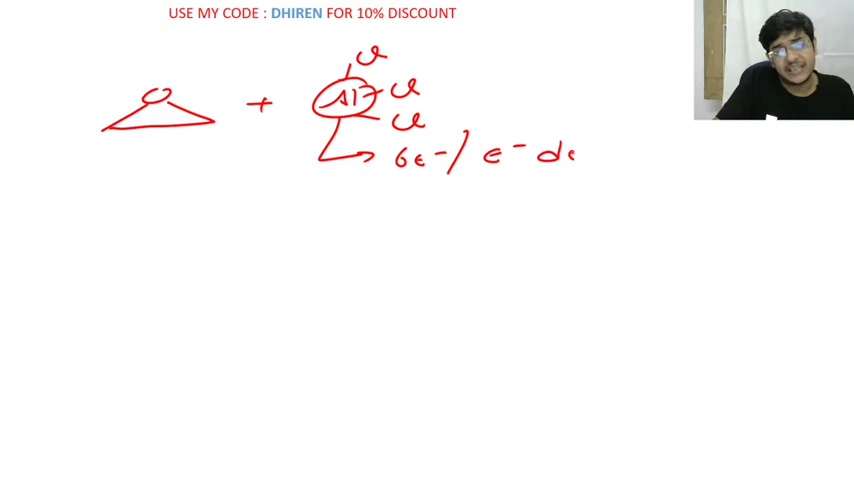 USE MY CODE : DHIREN FOR 10% DISCOUNT
Cl
O + Al Cl
Cl
6e- / e- de